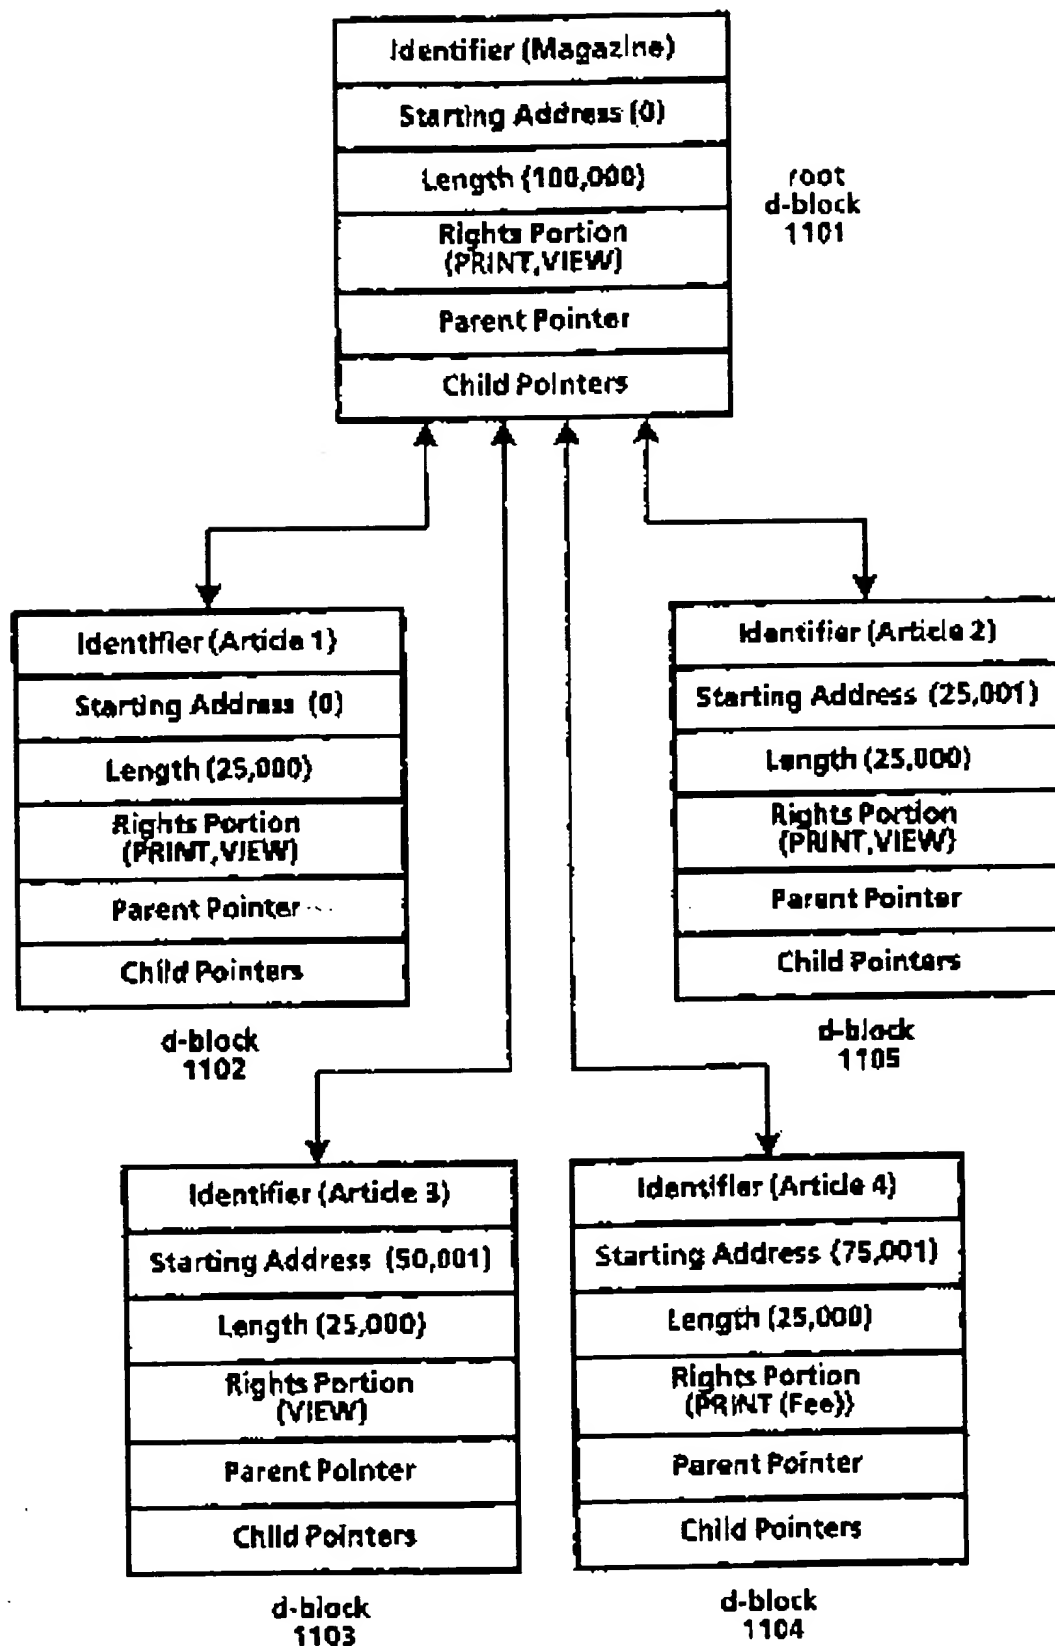 Identifier (Magazine)
Starting Address (0)
Length (100,000)
Rights Portion
(PRINT,VIEW)
Parent Pointer
Child Pointers
root
d-block
1101
Identifier (Article 1)
Starting Address (0)
Length (25,000)
Rights Portion
(PRINT,VIEW)
Parent Pointer
Child Pointers
d-block
1102
Identifier (Article 2)
Starting Address (25,001)
Length (25,000)
Rights Portion
(PRINT,VIEW)
Parent Pointer
Child Pointers
d-block
1105
Identifier (Article 3)
Starting Address (50,001)
Length (25,000)
Rights Portion
(VIEW)
Parent Pointer
Child Pointers
d-block
1103
Identifier (Article 4)
Starting Address (75,001)
Length (25,000)
Rights Portion
(PRINT (Fee))
Parent Pointer
Child Pointers
d-block
1104